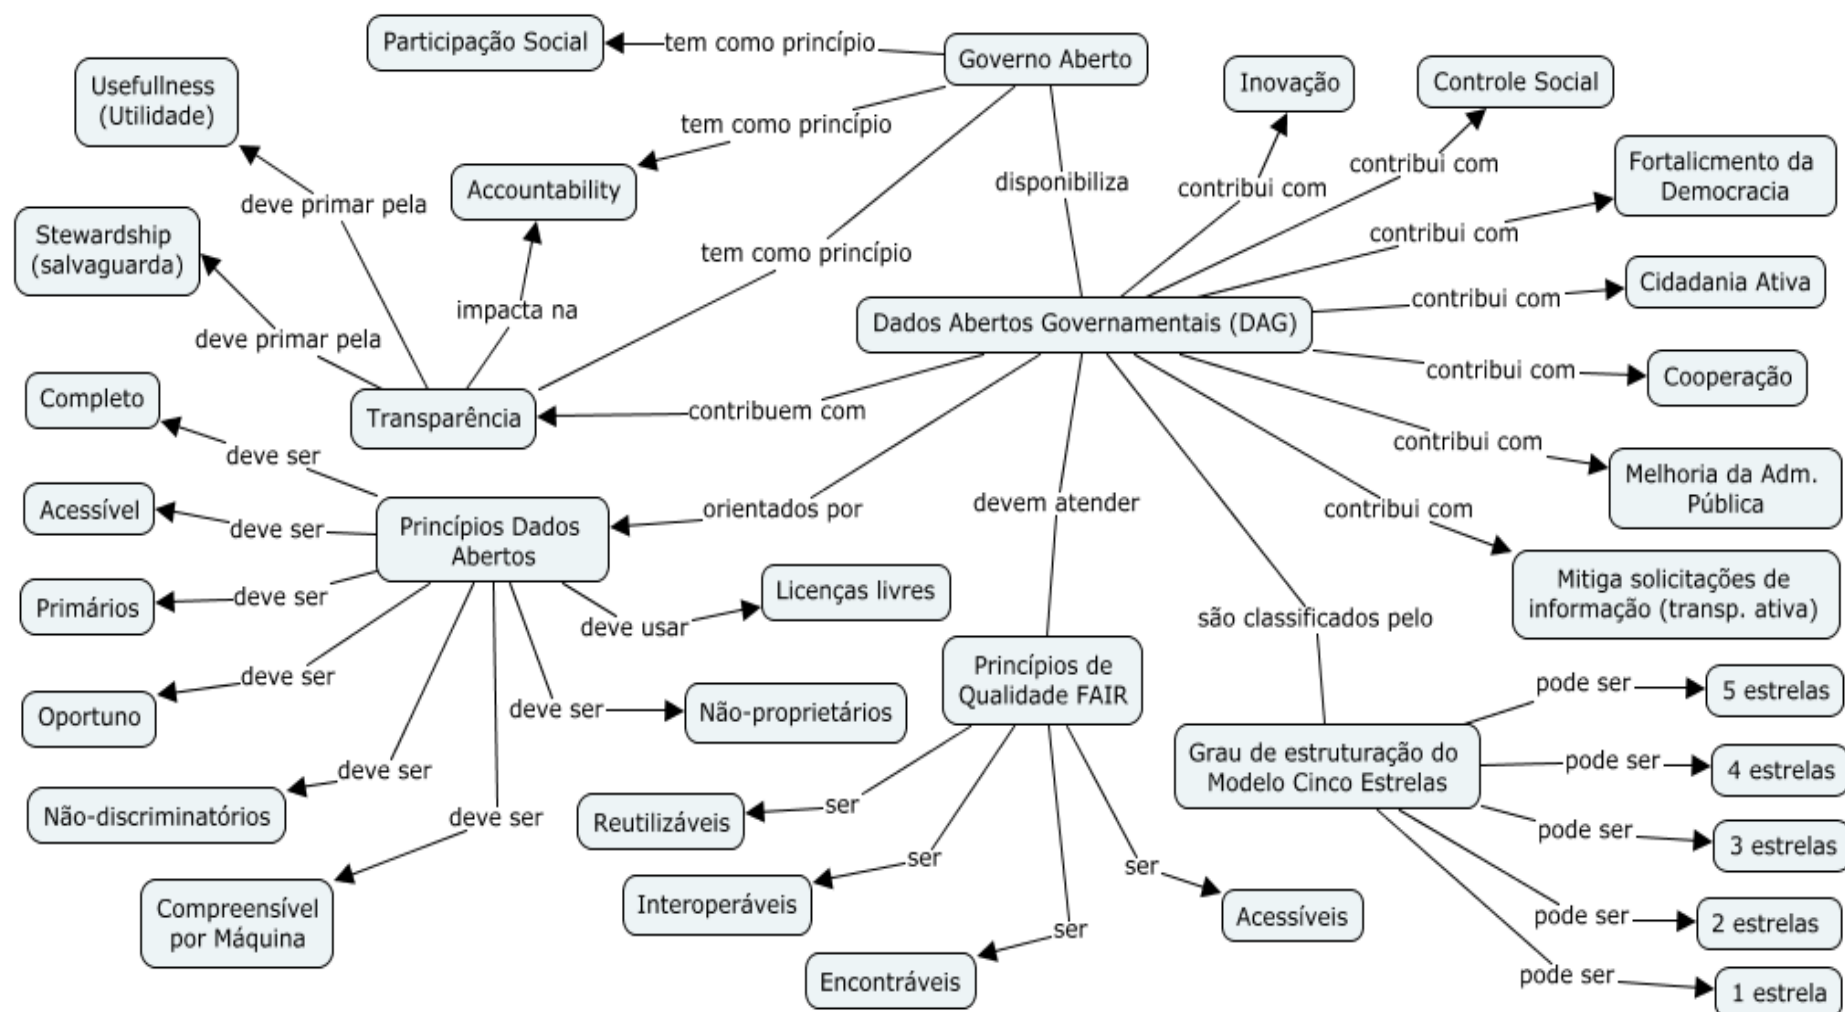 Participação Social
tem como princípio
Governo Aberto
Usefullness
(Utilidade)
Inovação
Controle Social
tem como princípio
Accountability
disponibiliza
contribui com
contribui com
Fortalicmento da
Democracia
deve primar pela
Stewardship
(salvaguarda)
tem como princípio
contribui com
impacta na
Dados Abertos Governamentais (DAG)
contribui com
Cidadania Ativa
deve primar pela
Completo
Transparência
contribuem com
contribui com
Cooperação
deve ser
contribui com
Melhoria da Adm.
Pública
Acessível
deve ser
Princípios Dados
Abertos
orientados por
devem atender
contribui com
Mitiga solicitações de
informação (transp. ativa)
Primários
deve ser
deve usar
Licenças livres
são classificados pelo
Oportuno
deve ser
deve ser
Não-proprietários
Princípios de
Qualidade FAIR
pode ser
5 estrelas
Não-discriminatórios
deve ser
Grau de estruturação do
Modelo Cinco Estrelas
pode ser
4 estrelas
deve ser
Reutilizáveis
ser
pode ser
3 estrelas
Compreensível
por Máquina
Interoperáveis
ser
ser
Acessíveis
pode ser
2 estrelas
Encontráveis
ser
pode ser
1 estrela